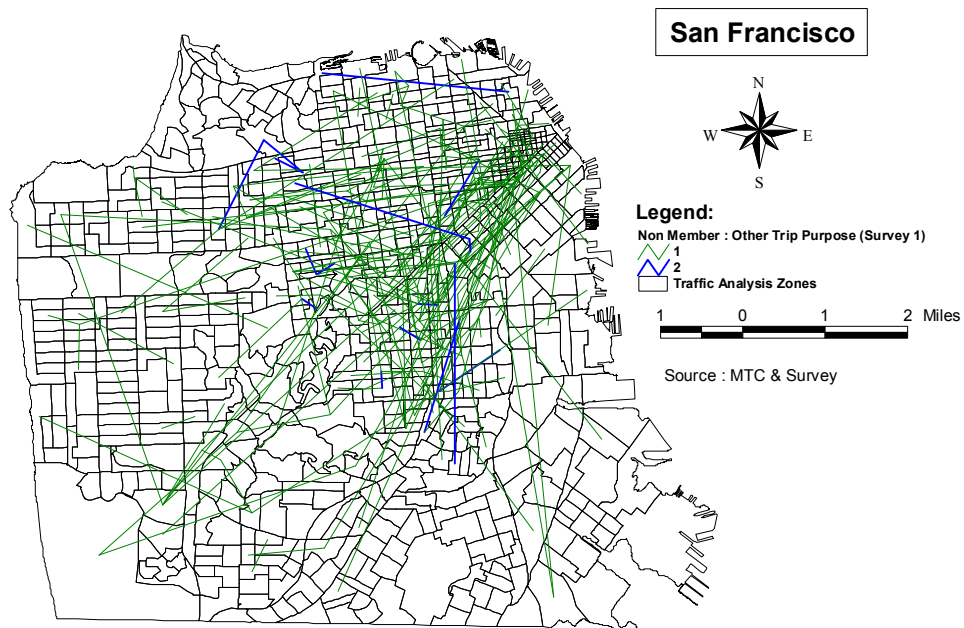 San Francisco
N
W E
S
Legend:
Non Member : Other Trip Purpose (Survey 1)
1
2
Traffic Analysis Zones
1 0 1 2 Miles
Source : MTC & Survey